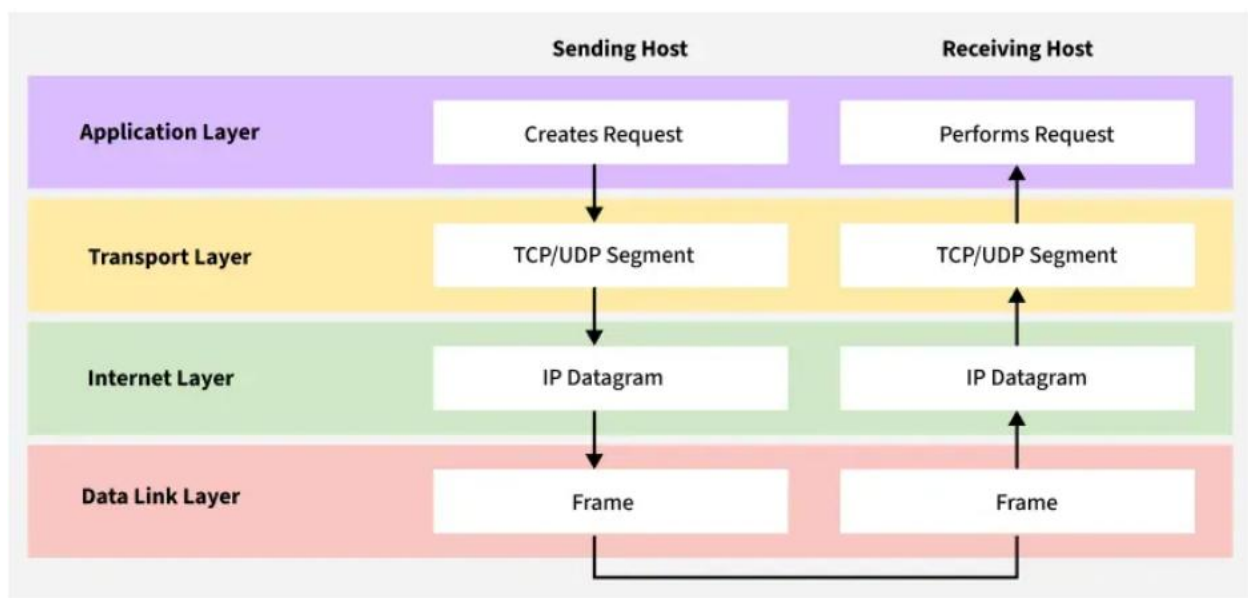 Sending Host
Receiving Host
Application Layer
Creates Request
Performs Request
Transport Layer
TCP/UDP Segment
TCP/UDP Segment
Internet Layer
IP Datagram
IP Datagram
Data Link Layer
Frame
Frame